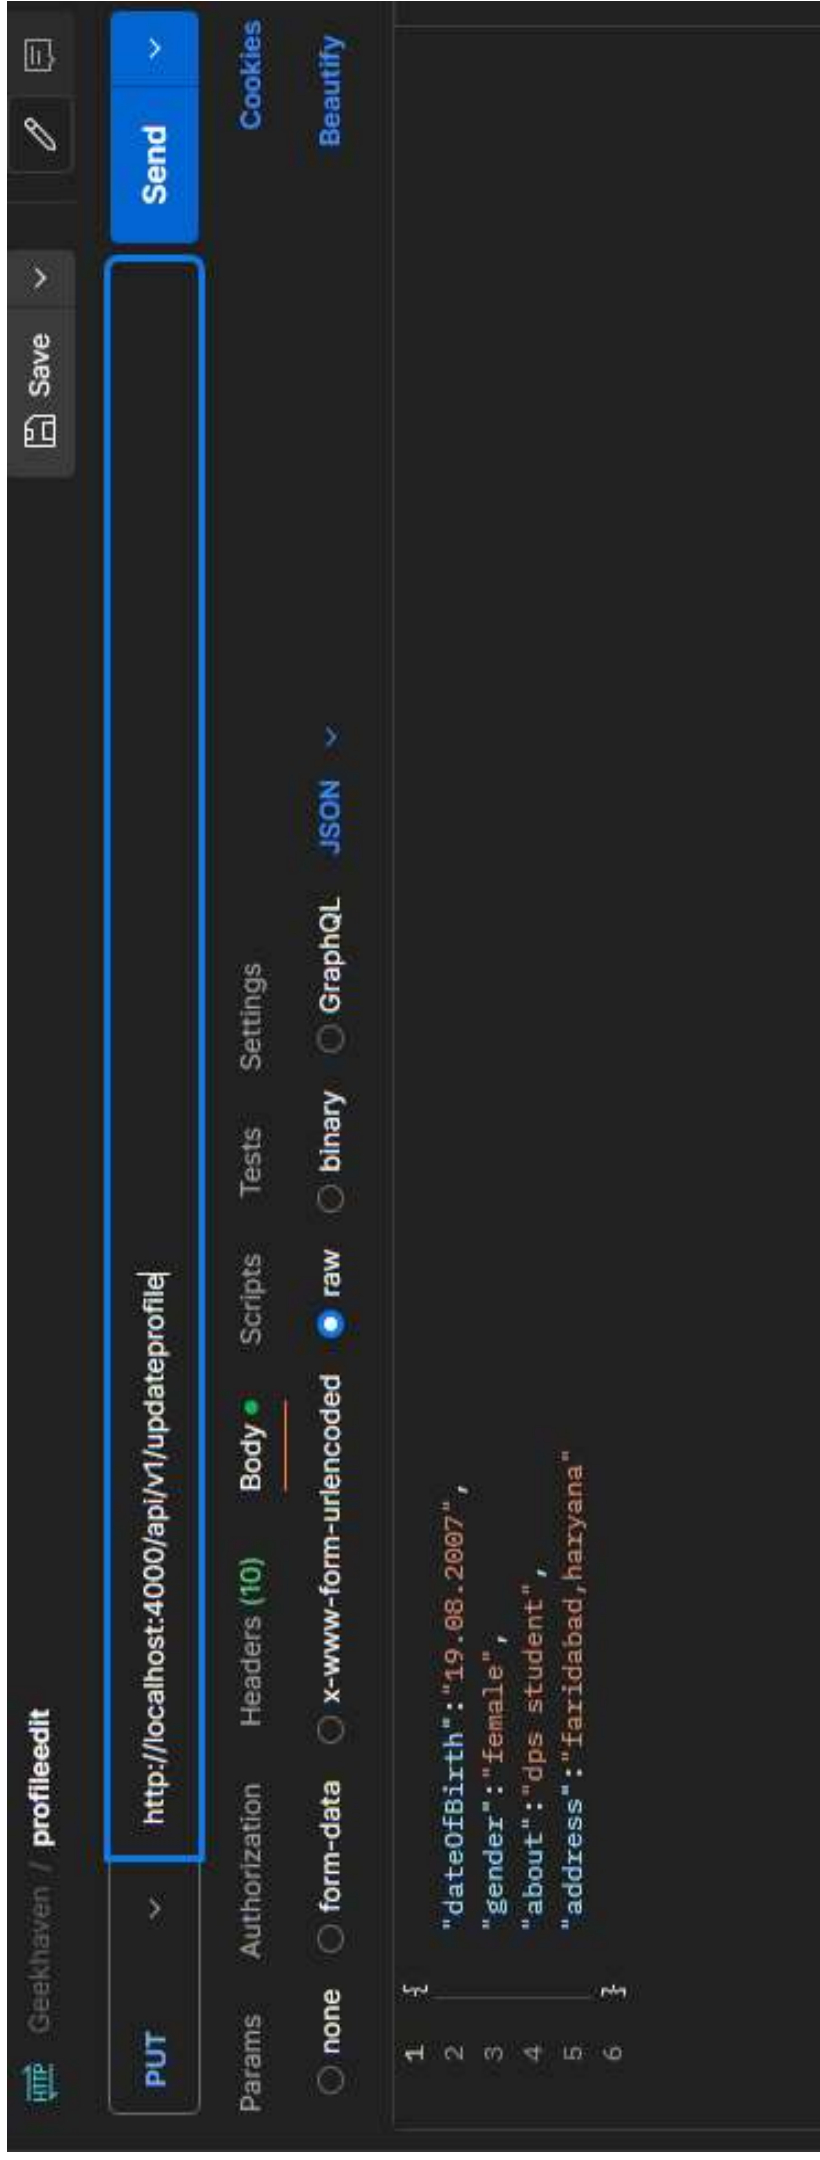 HTTP Geekhaven / profileedit Save
PUT http://localhost:4000/api/v1/updateprofile Send
Params Authorization Headers (10) Body Scripts Tests Settings Cookies
none form-data x-www-form-urlencoded raw binary GraphQL JSON Beautify
1 {
2 "dateOfBirth":"19.08.2007",
3 "gender":"female",
4 "about":"dps student",
5 "address":"faridabad,haryana"
6 }